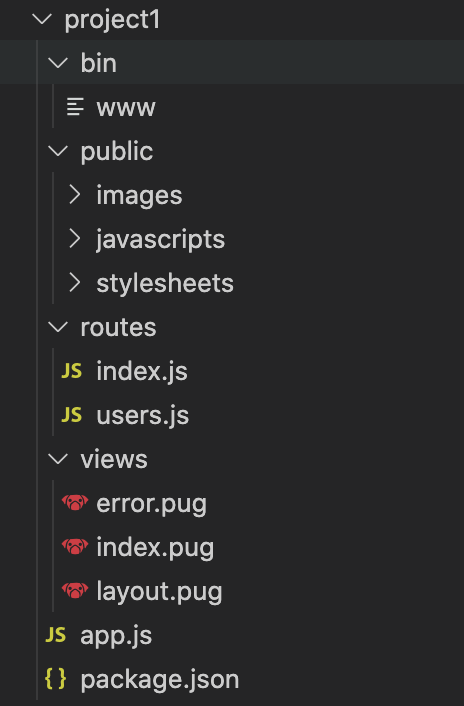 project1
bin
www
public
images
javascripts
stylesheets
routes
JS index.js
JS users.js
views
error.pug
index.pug
layout.pug
JS app.js
{} package.json